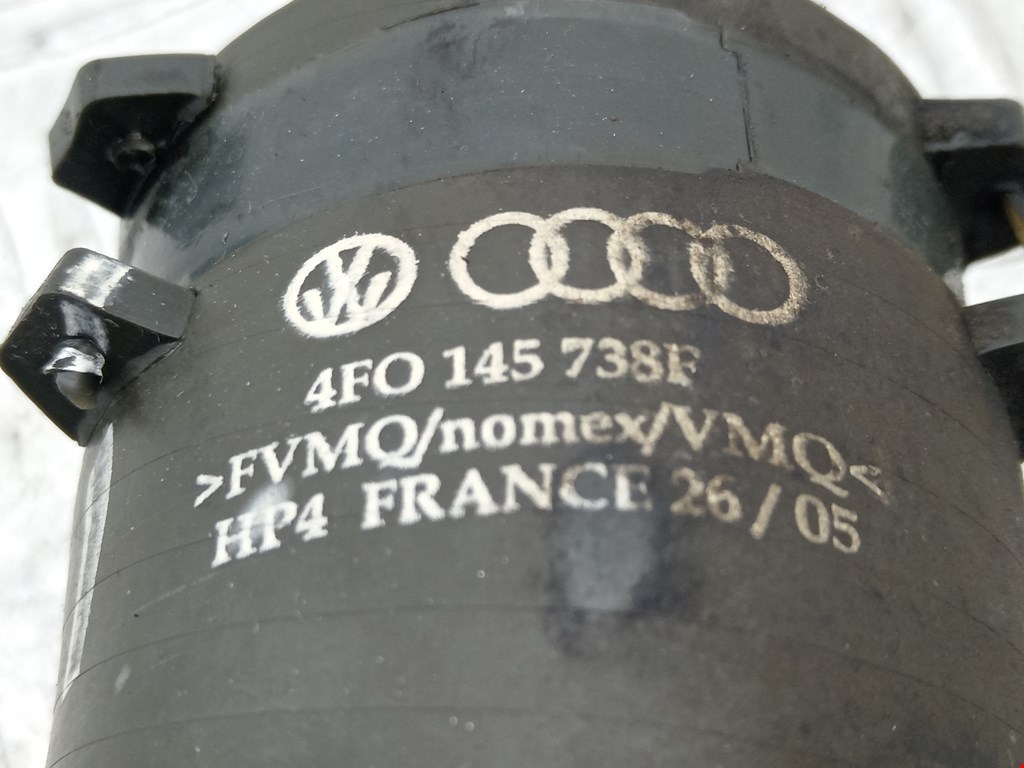 4FO 145 738F
>FVMQ/nomex/VMQ<
HP4 FRANCE 26/05